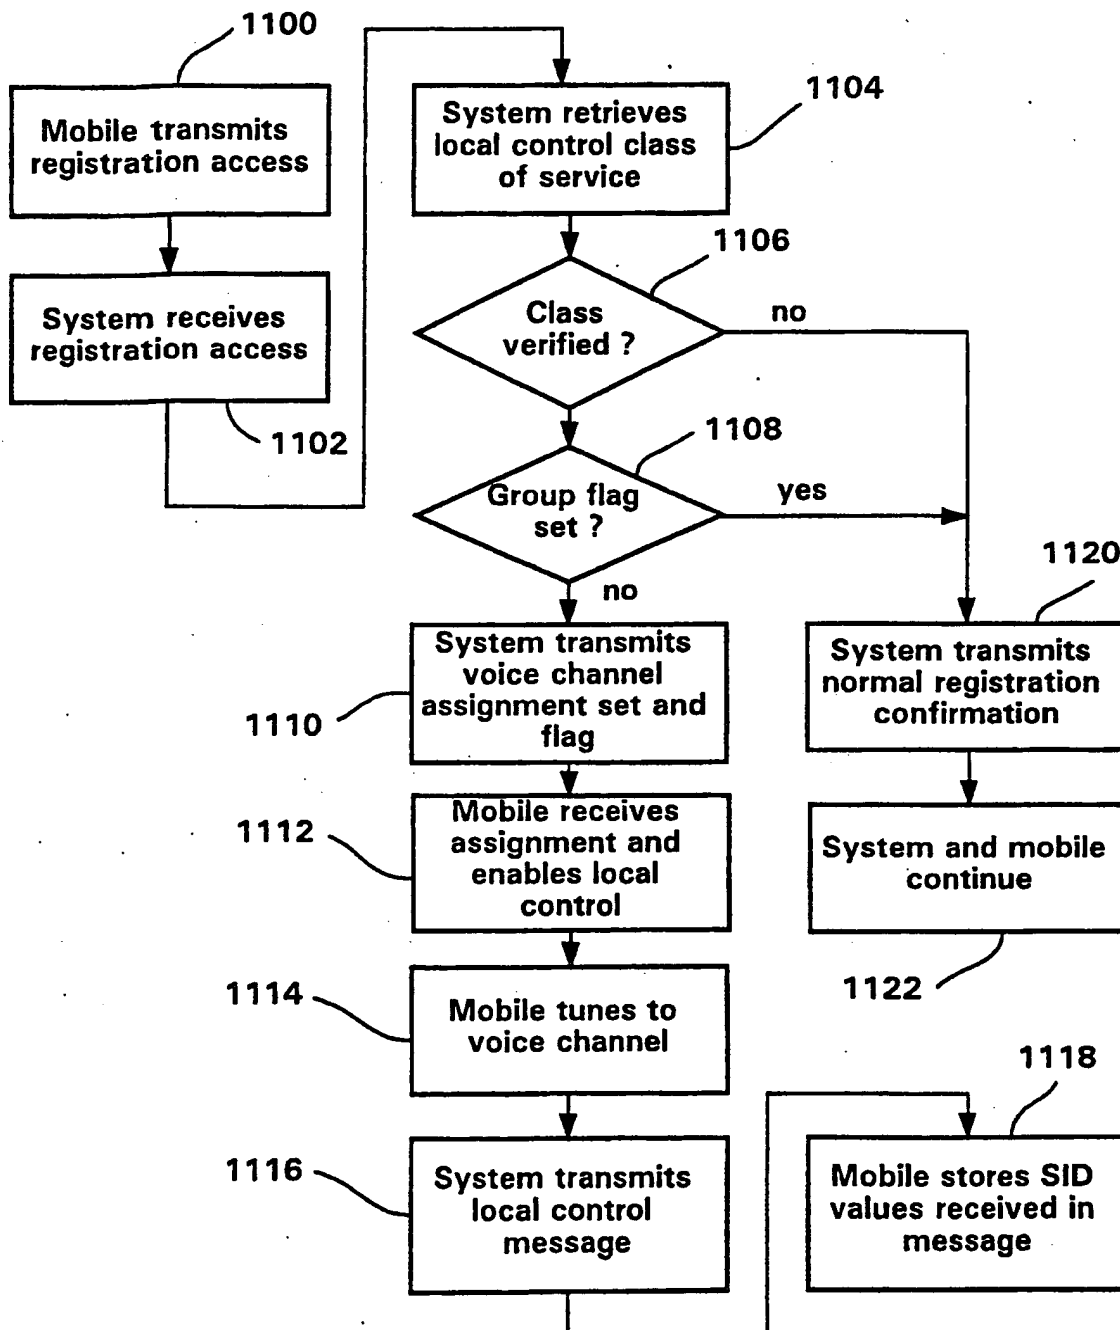 1100
Mobile transmits
registration access
System receives
registration access
1102
1104
System retrieves
local control class
of service
1106
Class
verified ?
no
1108
Group flag
set ?
yes
no
1110
System transmits
voice channel
assignment set and
flag
1112
Mobile receives
assignment and
enables local
control
1114
Mobile tunes to
voice channel
1116
System transmits
local control
message
1120
System transmits
normal registration
confirmation
System and mobile
continue
1122
1118
Mobile stores SID
values received in
message